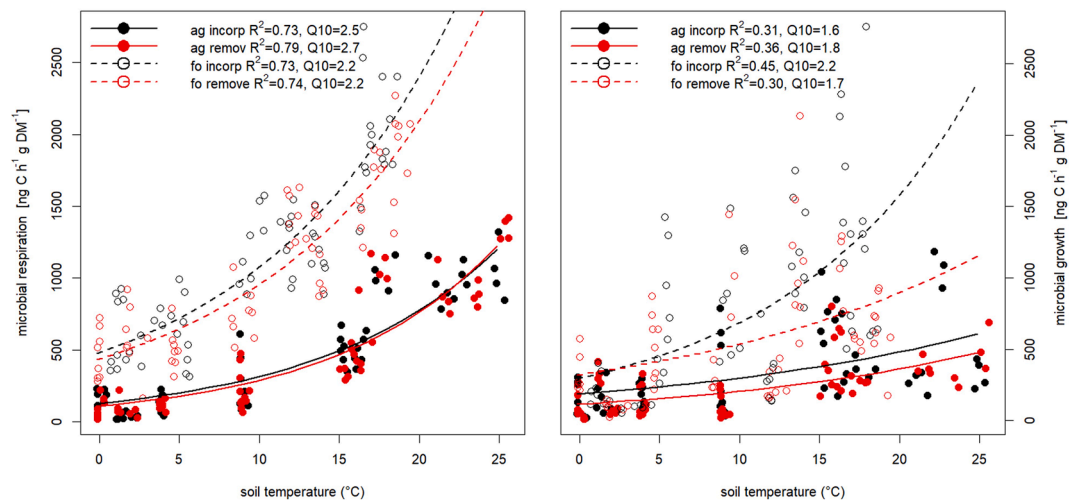 ag incorp R²=0.73, Q10=2.5
ag remov R²=0.79, Q10=2.7
fo incorp R²=0.73, Q10=2.2
fo remove R²=0.74, Q10=2.2
microbial respiration [ng C h⁻¹ g DM⁻¹]
2500
2000
1500
1000
500
0
0 5 10 15 20 25
soil temperature (°C)
ag incorp R²=0.31, Q10=1.6
ag remov R²=0.36, Q10=1.8
fo incorp R²=0.45, Q10=2.2
fo remove R²=0.30, Q10=1.7
2500
2000
1500
1000
500
0
microbial growth [ng C h⁻¹ g DM⁻¹]
0 5 10 15 20 25
soil temperature (°C)